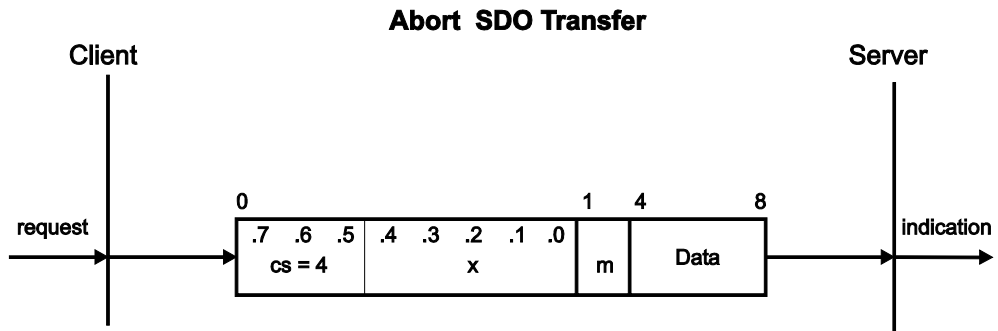 Abort SDO Transfer
Client Server
0 1 4 8
request .7 .6 .5 .4 .3 .2 .1 .0 indication
cs = 4 x m Data